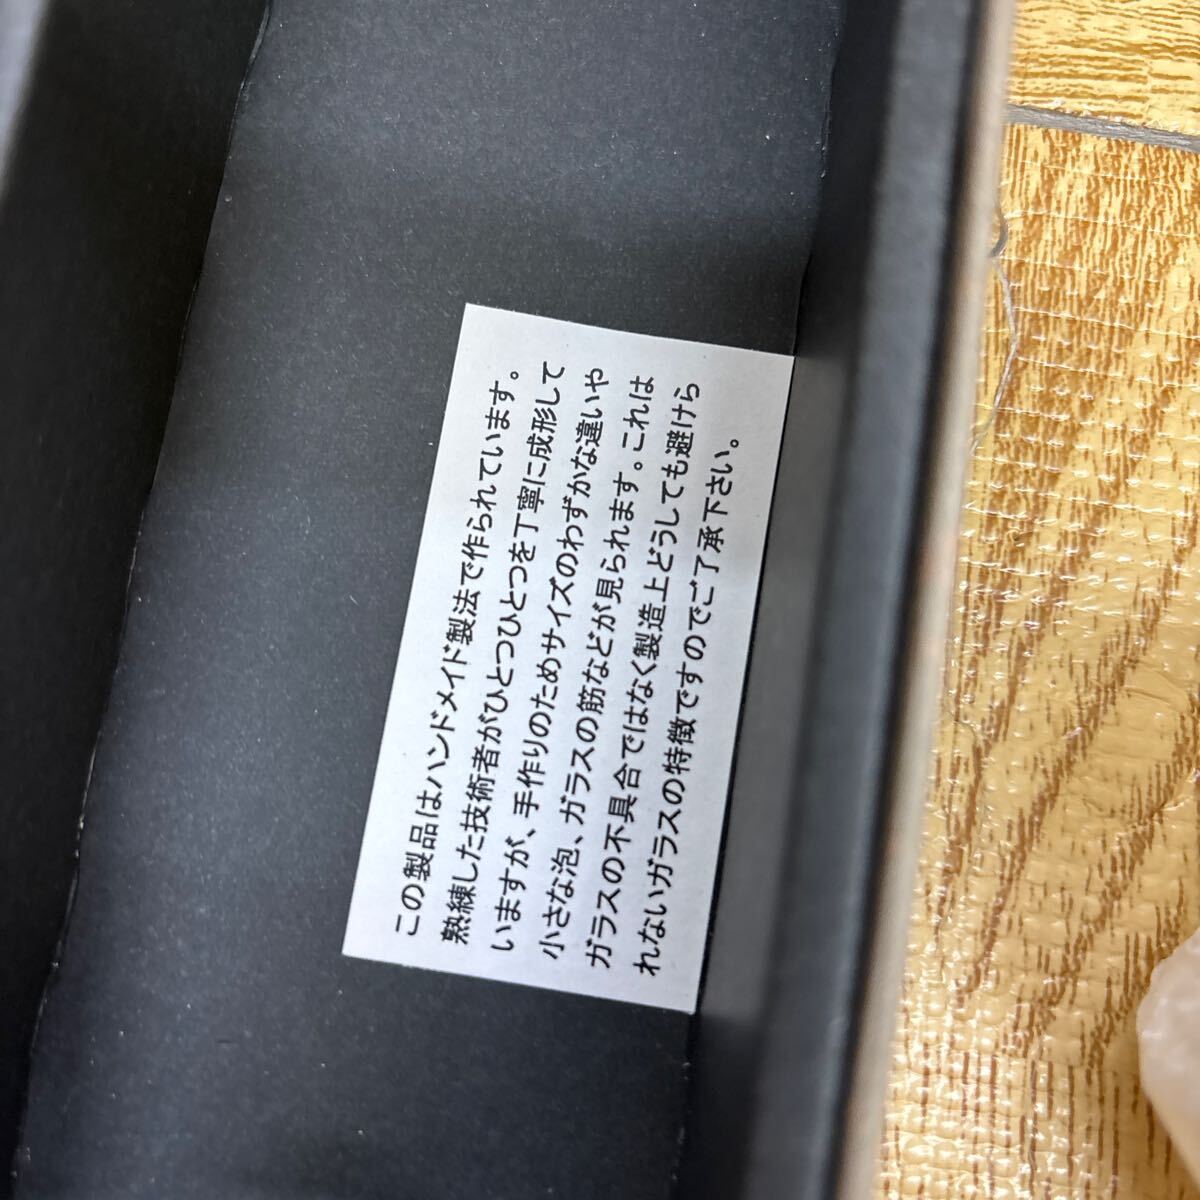 この製品はハンドメイド製法で作られています。
熟練した技術者がひとつひとつを丁寧に成形して
いますが、手作りのためサイズのわずかな違いや
小さな泡、ガラスの筋などが見られます。これは
ガラスの不具合ではなく製造上どうしても避けら
れないガラスの特徴ですのでご了承下さい。